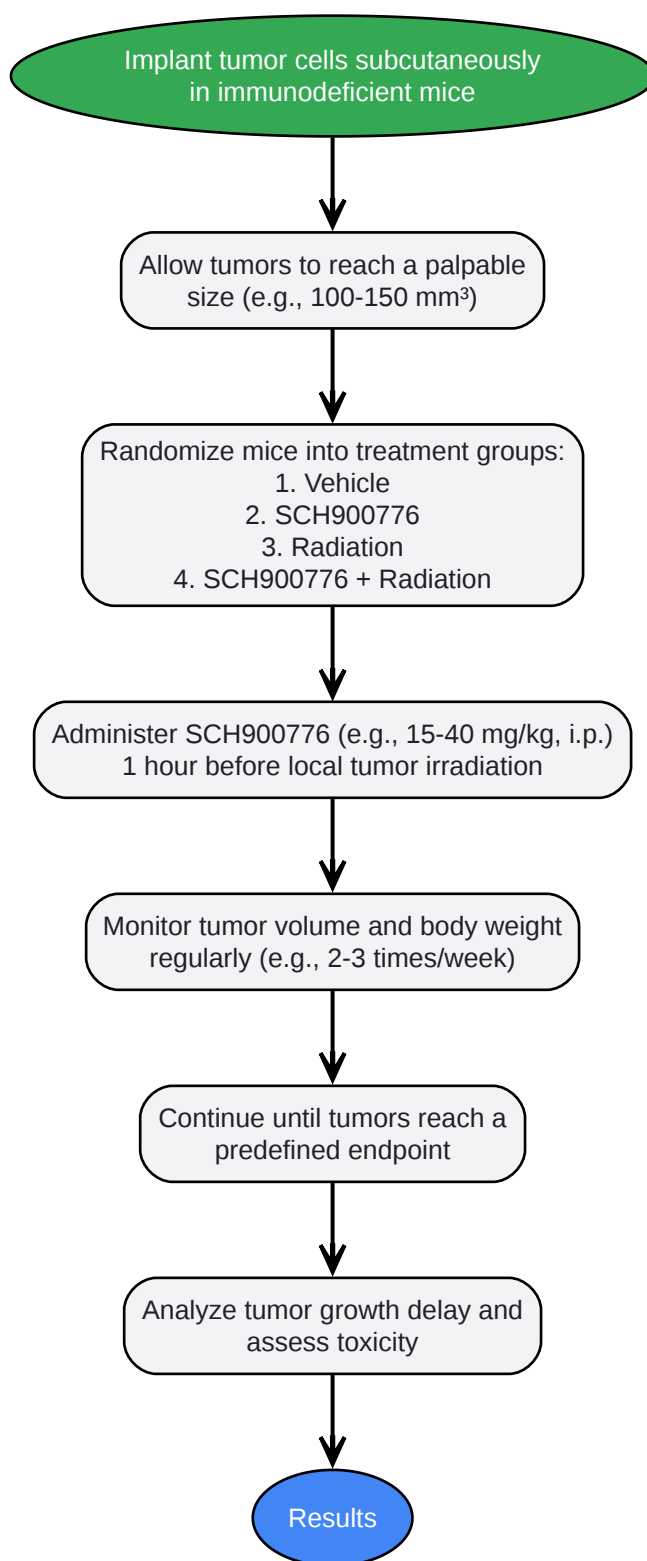 Implant tumor cells subcutaneously
in immunodeficient mice
Allow tumors to reach a palpable
size (e.g., 100-150 mm³)
Randomize mice into treatment groups:
1. Vehicle
2. SCH900776
3. Radiation
4. SCH900776 + Radiation
Administer SCH900776 (e.g., 15-40 mg/kg, i.p.)
1 hour before local tumor irradiation
Monitor tumor volume and body weight
regularly (e.g., 2-3 times/week)
Continue until tumors reach a
predefined endpoint
Analyze tumor growth delay and
assess toxicity
Results